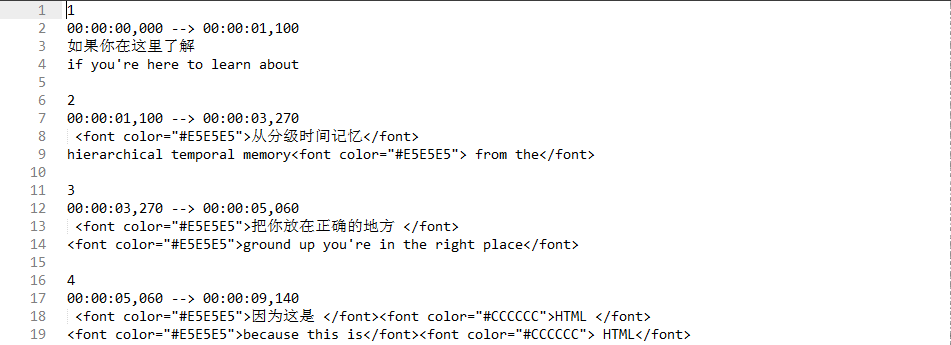 1 1
2 00:00:00,000 --> 00:00:01,100
3 如果你在这里了解
4 if you're here to learn about
5
6 2
7 00:00:01,100 --> 00:00:03,270
8 <font color="#E5E5E5">从分级时间记忆</font>
9 hierarchical temporal memory<font color="#E5E5E5"> from the</font>
10
11 3
12 00:00:03,270 --> 00:00:05,060
13 <font color="#E5E5E5">把你放在正确的地方 </font>
14 <font color="#E5E5E5">ground up you're in the right place</font>
15
16 4
17 00:00:05,060 --> 00:00:09,140
18 <font color="#E5E5E5">因为这是 </font><font color="#CCCCCC">HTML </font>
19 <font color="#E5E5E5">because this is</font><font color="#CCCCCC"> HTML</font>